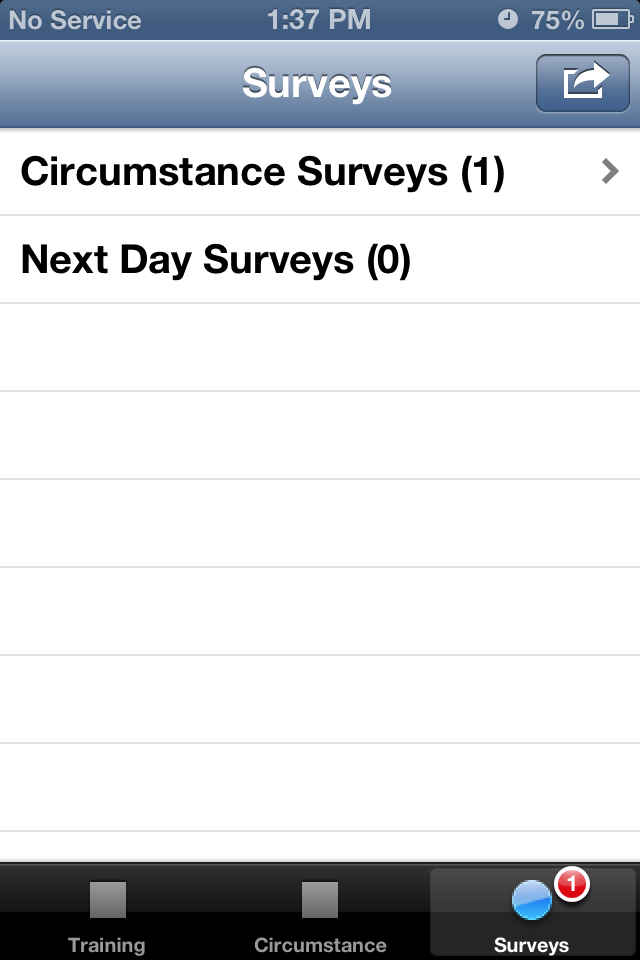 No Service 1:37 PM 75%
Surveys
Circumstance Surveys (1)
Next Day Surveys (0)
1
Training Circumstance Surveys